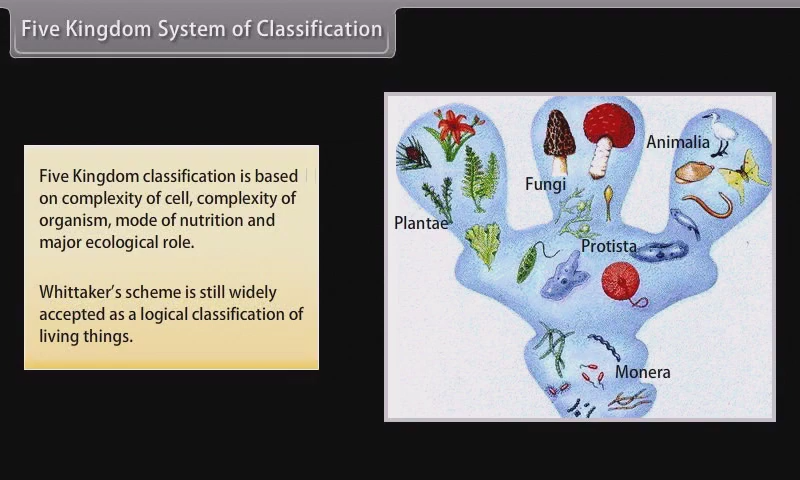 Five Kingdom System of Classification
Five Kingdom classification is based
on complexity of cell, complexity of
organism, mode of nutrition and
major ecological role.
Whittaker's scheme is still widely
accepted as a logical classification of
living things.
Animalia
Fungi
Plantae
Protista
Monera